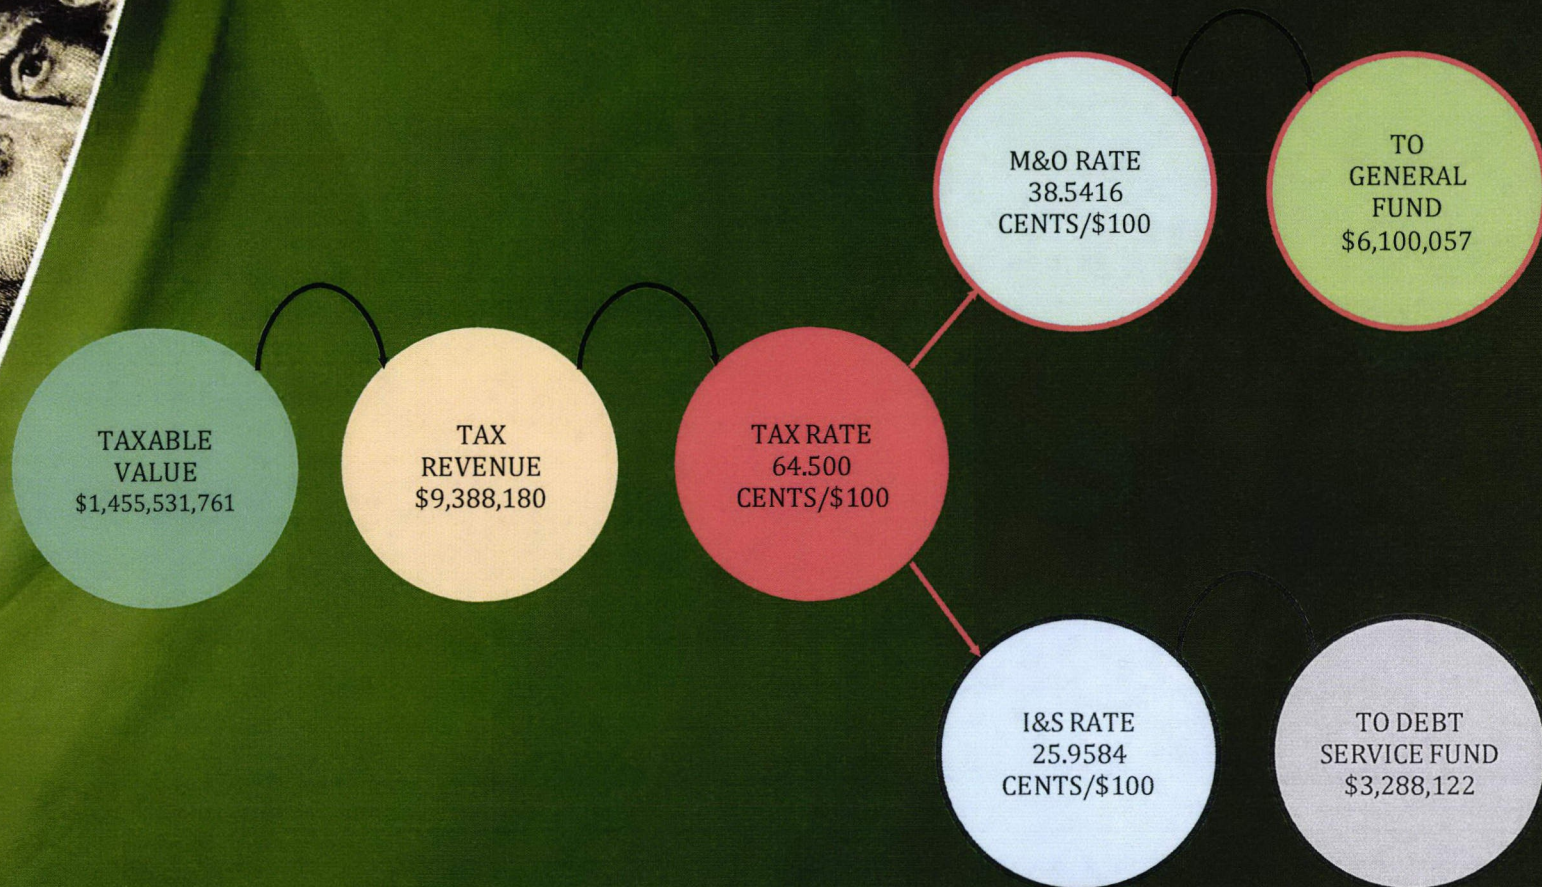 TAXABLE
VALUE
$1,455,531,761
TAX
REVENUE
$9,388,180
TAX RATE
64.500
CENTS/$100
M&O RATE
38.5416
CENTS/$100
TO
GENERAL
FUND
$6,100,057
I&S RATE
25.9584
CENTS/$100
TO DEBT
SERVICE FUND
$3,288,122